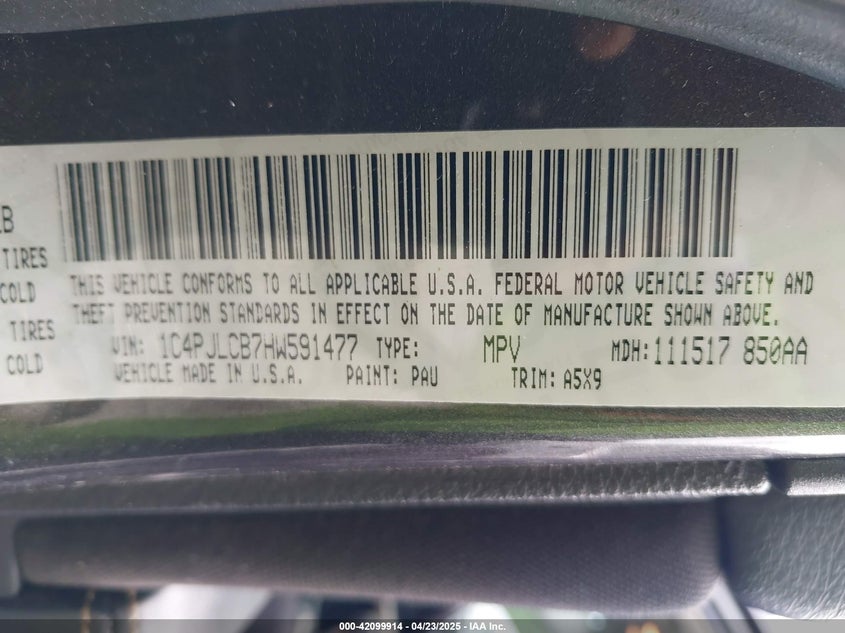 LB
TIRES
COLD
TIRES
COLD
THIS VEHICLE CONFORMS TO ALL APPLICABLE U.S.A. FEDERAL MOTOR VEHICLE SAFETY AND
THEFT PREVENTION STANDARDS IN EFFECT ON THE DATE OF MANUFACTURE SHOWN ABOVE.
VIN: 1C4PJLCB7HW591477 TYPE: MPV MDH:111517 850AA
VEHICLE MADE IN U.S.A. PAINT: PAU TRIM: A5X9
000-42099914 - 04/23/2025 - IAA Inc.